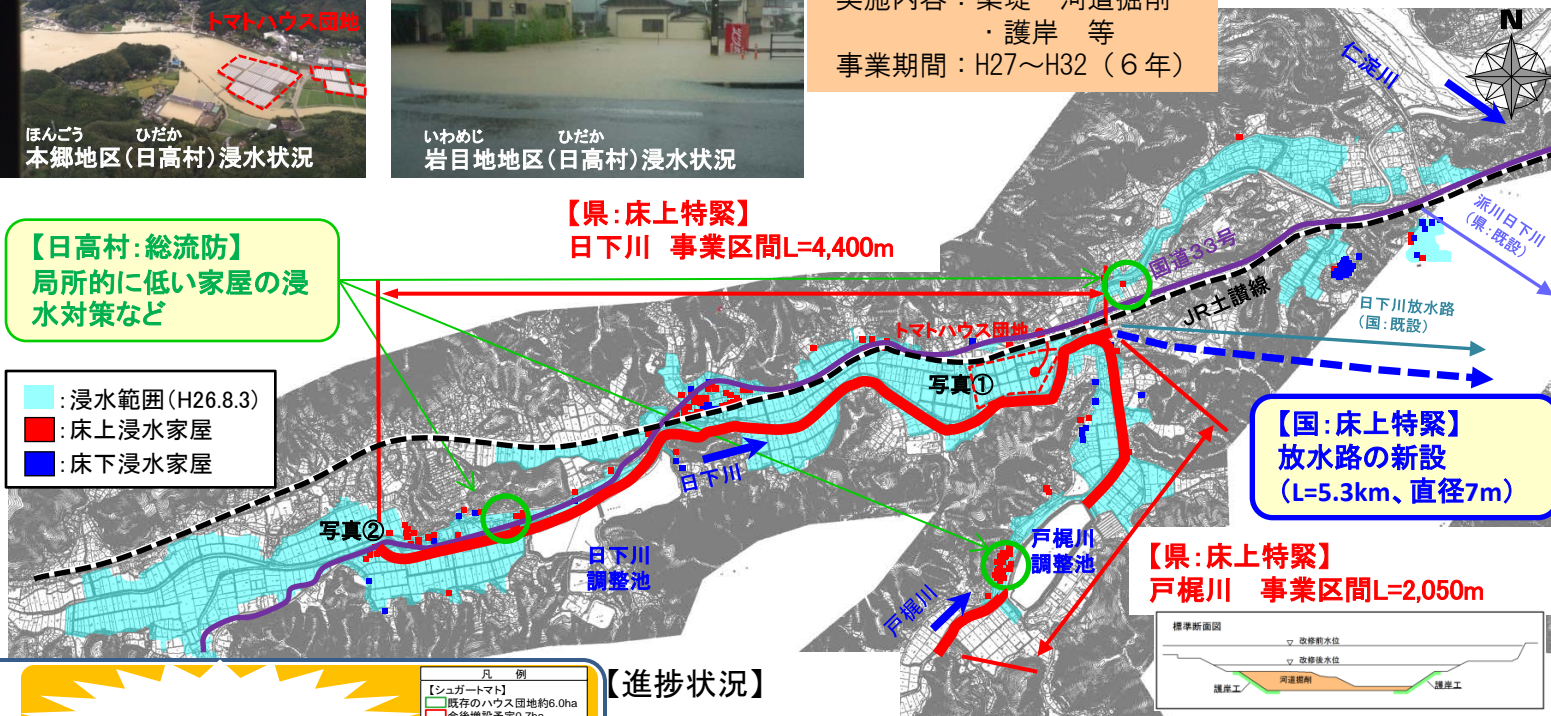 トマトハウス団地
ほんごう ひだか
本郷地区(日高村)浸水状況
いわめじ ひだか
岩目地地区(日高村)浸水状況
・護岸 等
事業期間：H27～H32（6年）
N
仁淀川
【県：床上特緊】
日下川 事業区間L=4,400m
【日高村：総流防】
局所的に低い家屋の浸
水対策など
：浸水範囲(H26.8.3)
：床上浸水家屋
：床下浸水家屋
国道33号
JR土讃線
派川日下川
(県：既設)
日下川放水路
(国：既設)
トマトハウス団地
写真①
【国：床上特緊】
放水路の新設
(L=5.3km、直径7m)
日下川
写真②
日下川
調整池
戸梶川
調整池
戸梶川
【県：床上特緊】
戸梶川 事業区間L=2,050m
標準断面図
▽ 改修前水位
▽ 改修後水位
河道掘削
護岸工
護岸工
凡 例
【シュガートマト】
既存のハウス団地約6.0ha
【進捗状況】